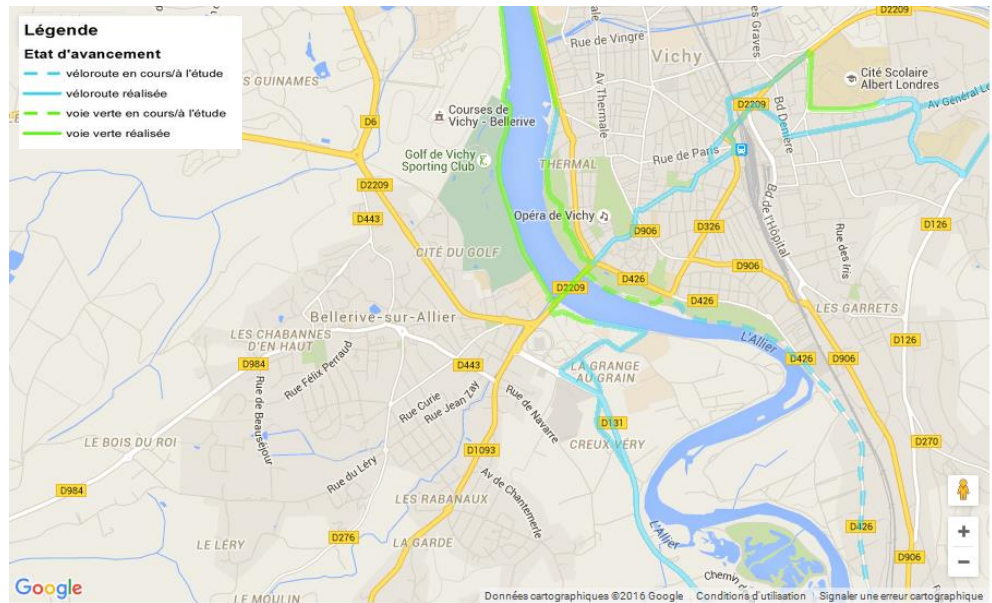 Légende
Etat d'avancement
véloroute en cours/à l'étude
véloroute réalisée
voie verte en cours/à l'étude
voie verte réalisée
D2209
Rue de Vingre
Vichy
es Graves
S GUINAMES
Av Thermale
Cité Scolaire
Albert Londres
Av Général Le
D2209
Bd Denière
Courses de
Vichy - Bellerive
D6
Golf de Vichy
Sporting Club
THERMAL
Rue de Paris
D2209
D443
Bd de l'Hôpital
Opéra de Vichy
D906
D326
D126
Rue des Iris
CITÉ DU GOLF
D906
D426
D2209
D426
LES GARRETS
Bellerive-sur-Allier
LES CHABANNES
D'EN HAUT
L'Allier
D126
D984
D443
D426
D906
LA GRANGE
AU GRAIN
Rue Félix Perraud
Rue de Beauséjour
Rue Curie
Rue Jean Zay
Rue de Navarre
D131
LE BOIS DU ROI
CREUX VÉRY
D270
D1093
Rue du Léry
Av de Chantemerle
D984
LES RABANAUX
L'Allier
D426
D276
LE LÉRY
LA GARDE
D906
+
−
Chemin d
Google
LE MOULIN
Données cartographiques ©2016 Google
Conditions d'utilisation
Signaler une erreur cartographique